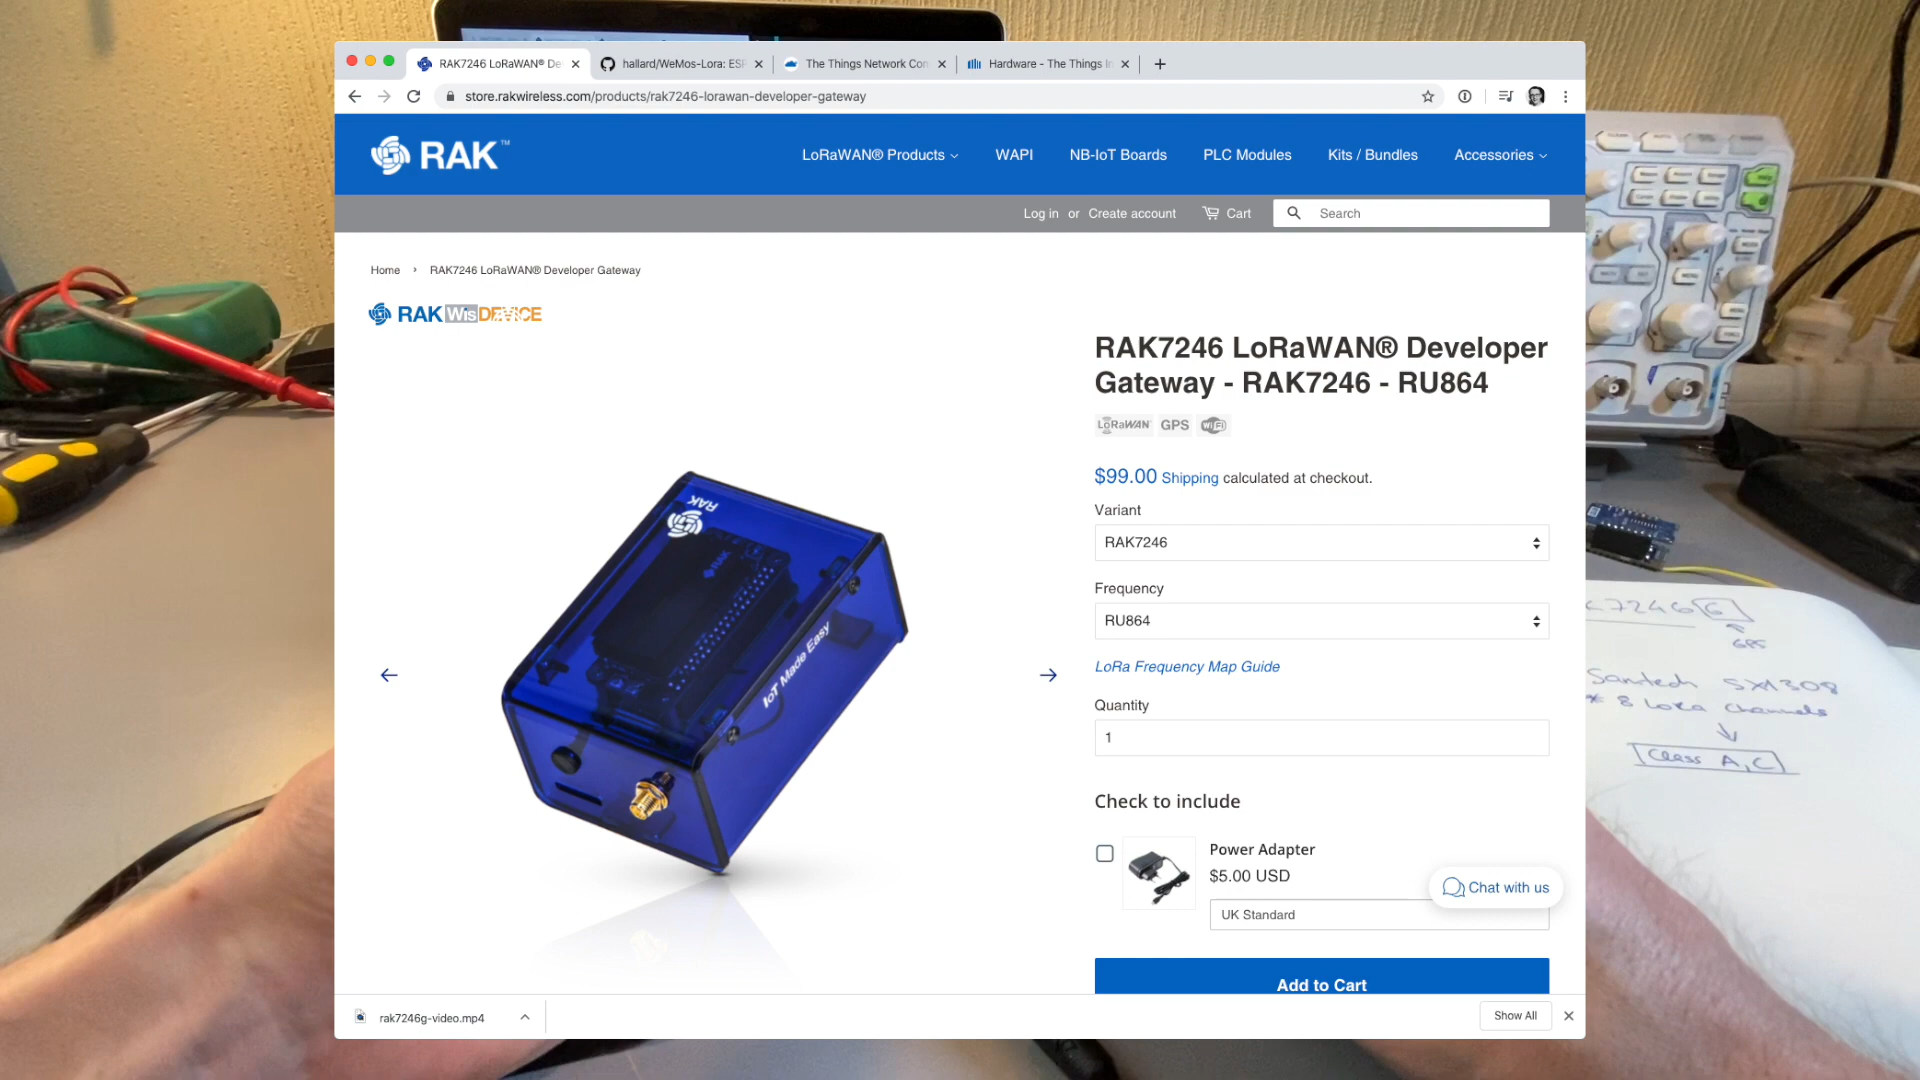 RAK7246 LoRaWAN® De
hallard/WeMos-Lora: ESP
The Things Network Con
Hardware - The Things In
store.rakwireless.com/products/rak7246-lorawan-developer-gateway
RAK™
LoRaWAN® Products
WAPI
NB-IoT Boards
PLC Modules
Kits / Bundles
Accessories
Log in or Create account
Cart
Search
Home › RAK7246 LoRaWAN® Developer Gateway
RAK Wis
RAK7246 LoRaWAN® Developer
Gateway - RAK7246 - RU864
LoRaWAN GPS WiFi
$99.00 Shipping calculated at checkout.
Variant
RAK7246
Frequency
RU864
LoRa Frequency Map Guide
Quantity
1
Check to include
Power Adapter
$5.00 USD
UK Standard
Chat with us
Add to Cart
RAK
RAK
IoT Made Easy
rak7246g-video.mp4
Show All
7246 G
GPS
Semtech SX1308
* 8 LoRa channels
Class A, C